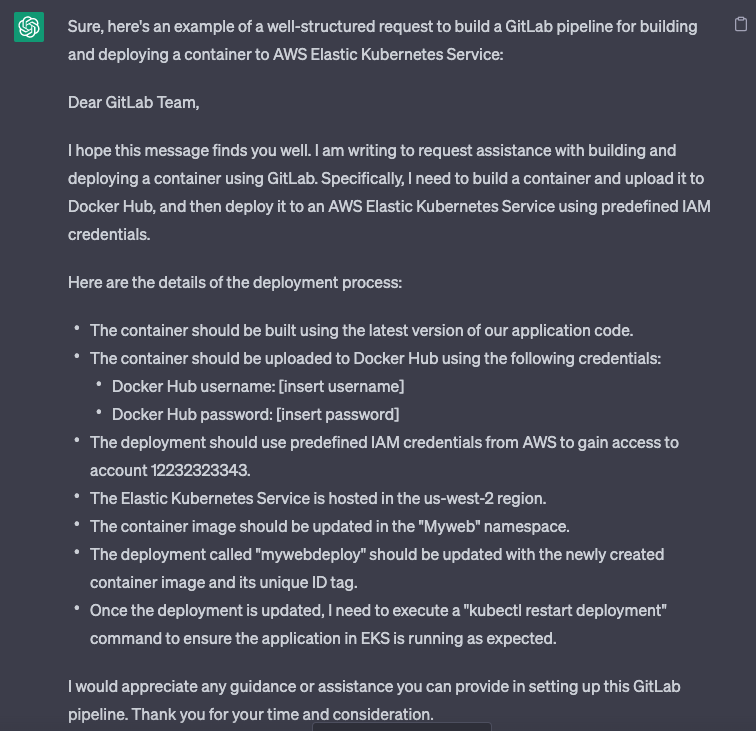 Sure, here's an example of a well-structured request to build a GitLab pipeline for building
and deploying a container to AWS Elastic Kubernetes Service:
Dear GitLab Team,
I hope this message finds you well. I am writing to request assistance with building and
deploying a container using GitLab. Specifically, I need to build a container and upload it to
Docker Hub, and then deploy it to an AWS Elastic Kubernetes Service using predefined IAM
credentials.
Here are the details of the deployment process:
• The container should be built using the latest version of our application code.
• The container should be uploaded to Docker Hub using the following credentials:
• Docker Hub username: [insert username]
• Docker Hub password: [insert password]
• The deployment should use predefined IAM credentials from AWS to gain access to
account 12232323343.
• The Elastic Kubernetes Service is hosted in the us-west-2 region.
• The container image should be updated in the "Myweb" namespace.
• The deployment called "mywebdeploy" should be updated with the newly created
container image and its unique ID tag.
• Once the deployment is updated, I need to execute a "kubectl restart deployment"
command to ensure the application in EKS is running as expected.
I would appreciate any guidance or assistance you can provide in setting up this GitLab
pipeline. Thank you for your time and consideration.